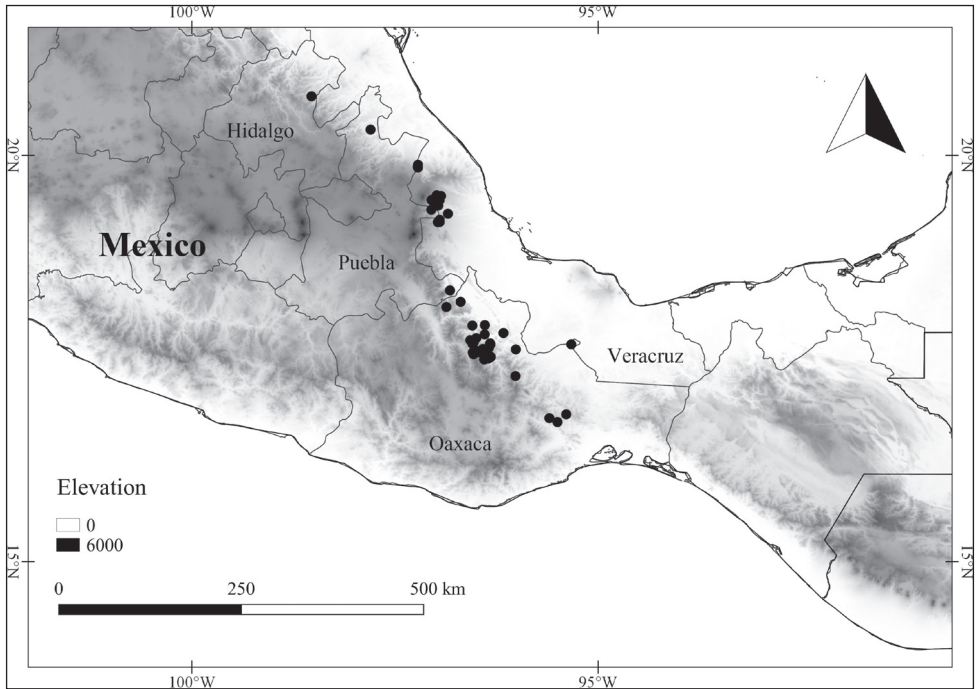 100°W 95°W
20°N 20°N
Hidalgo
Mexico
Puebla
Veracruz
Oaxaca
Elevation
0
6000
15°N 15°N
0 250 500 km
100°W 95°W